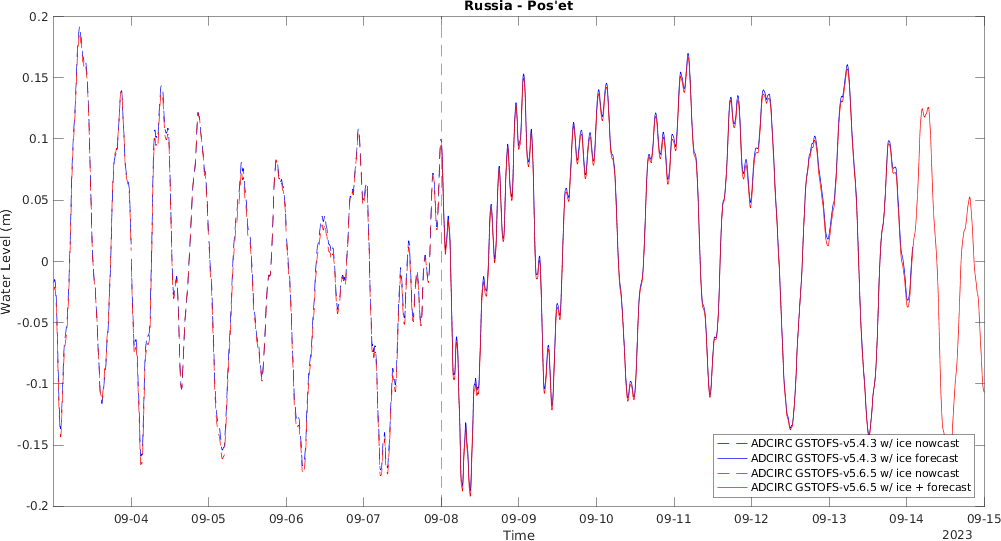 Russia - Pos'et
0.2
0.15
0.1
0.05
0
-0.05
-0.1
-0.15
-0.2
Water Level (m)
ADCIRC GSTOFS-v5.4.3 w/ ice nowcast
ADCIRC GSTOFS-v5.4.3 w/ ice forecast
ADCIRC GSTOFS-v5.6.5 w/ ice nowcast
ADCIRC GSTOFS-v5.6.5 w/ ice + forecast
09-04 09-05 09-06 09-07 09-08 09-09 09-10 09-11 09-12 09-13 09-14 09-15
Time
2023